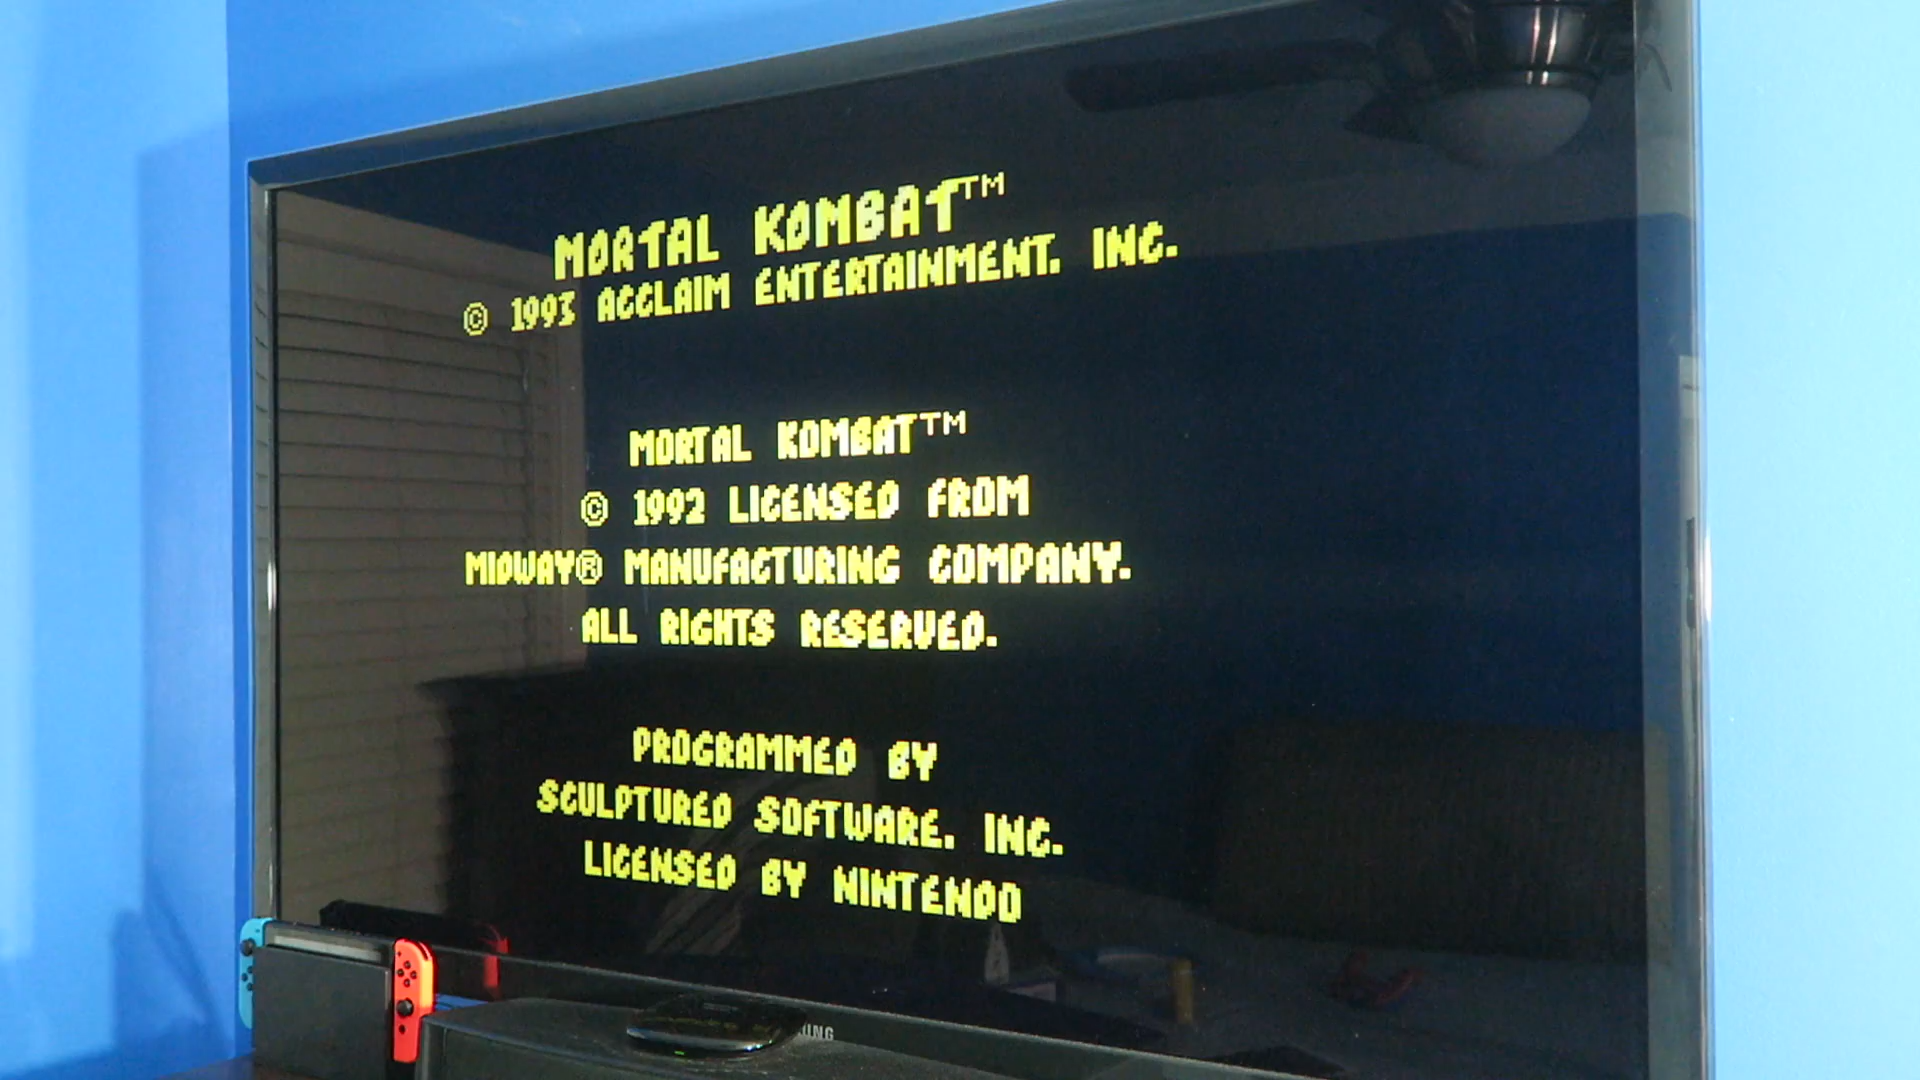 MORTAL KOMBAT™
© 1993 ACCLAIM ENTERTAINMENT, INC.
MORTAL KOMBAT™
© 1992 LICENSED FROM
MIDWAY® MANUFACTURING COMPANY.
ALL RIGHTS RESERVED.
PROGRAMMED BY
SCULPTURED SOFTWARE, INC.
LICENSED BY NINTENDO